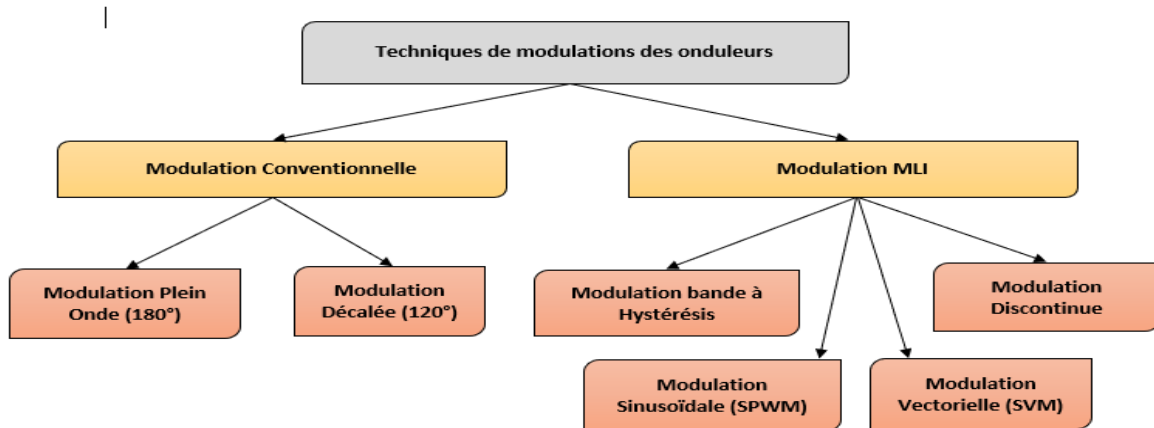 Techniques de modulations des onduleurs
Modulation Conventionnelle
Modulation MLI
Modulation Plein
Onde (180°)
Modulation
Décalée (120°)
Modulation bande à
Hystérésis
Modulation
Discontinue
Modulation
Sinusoïdale (SPWM)
Modulation
Vectorielle (SVM)